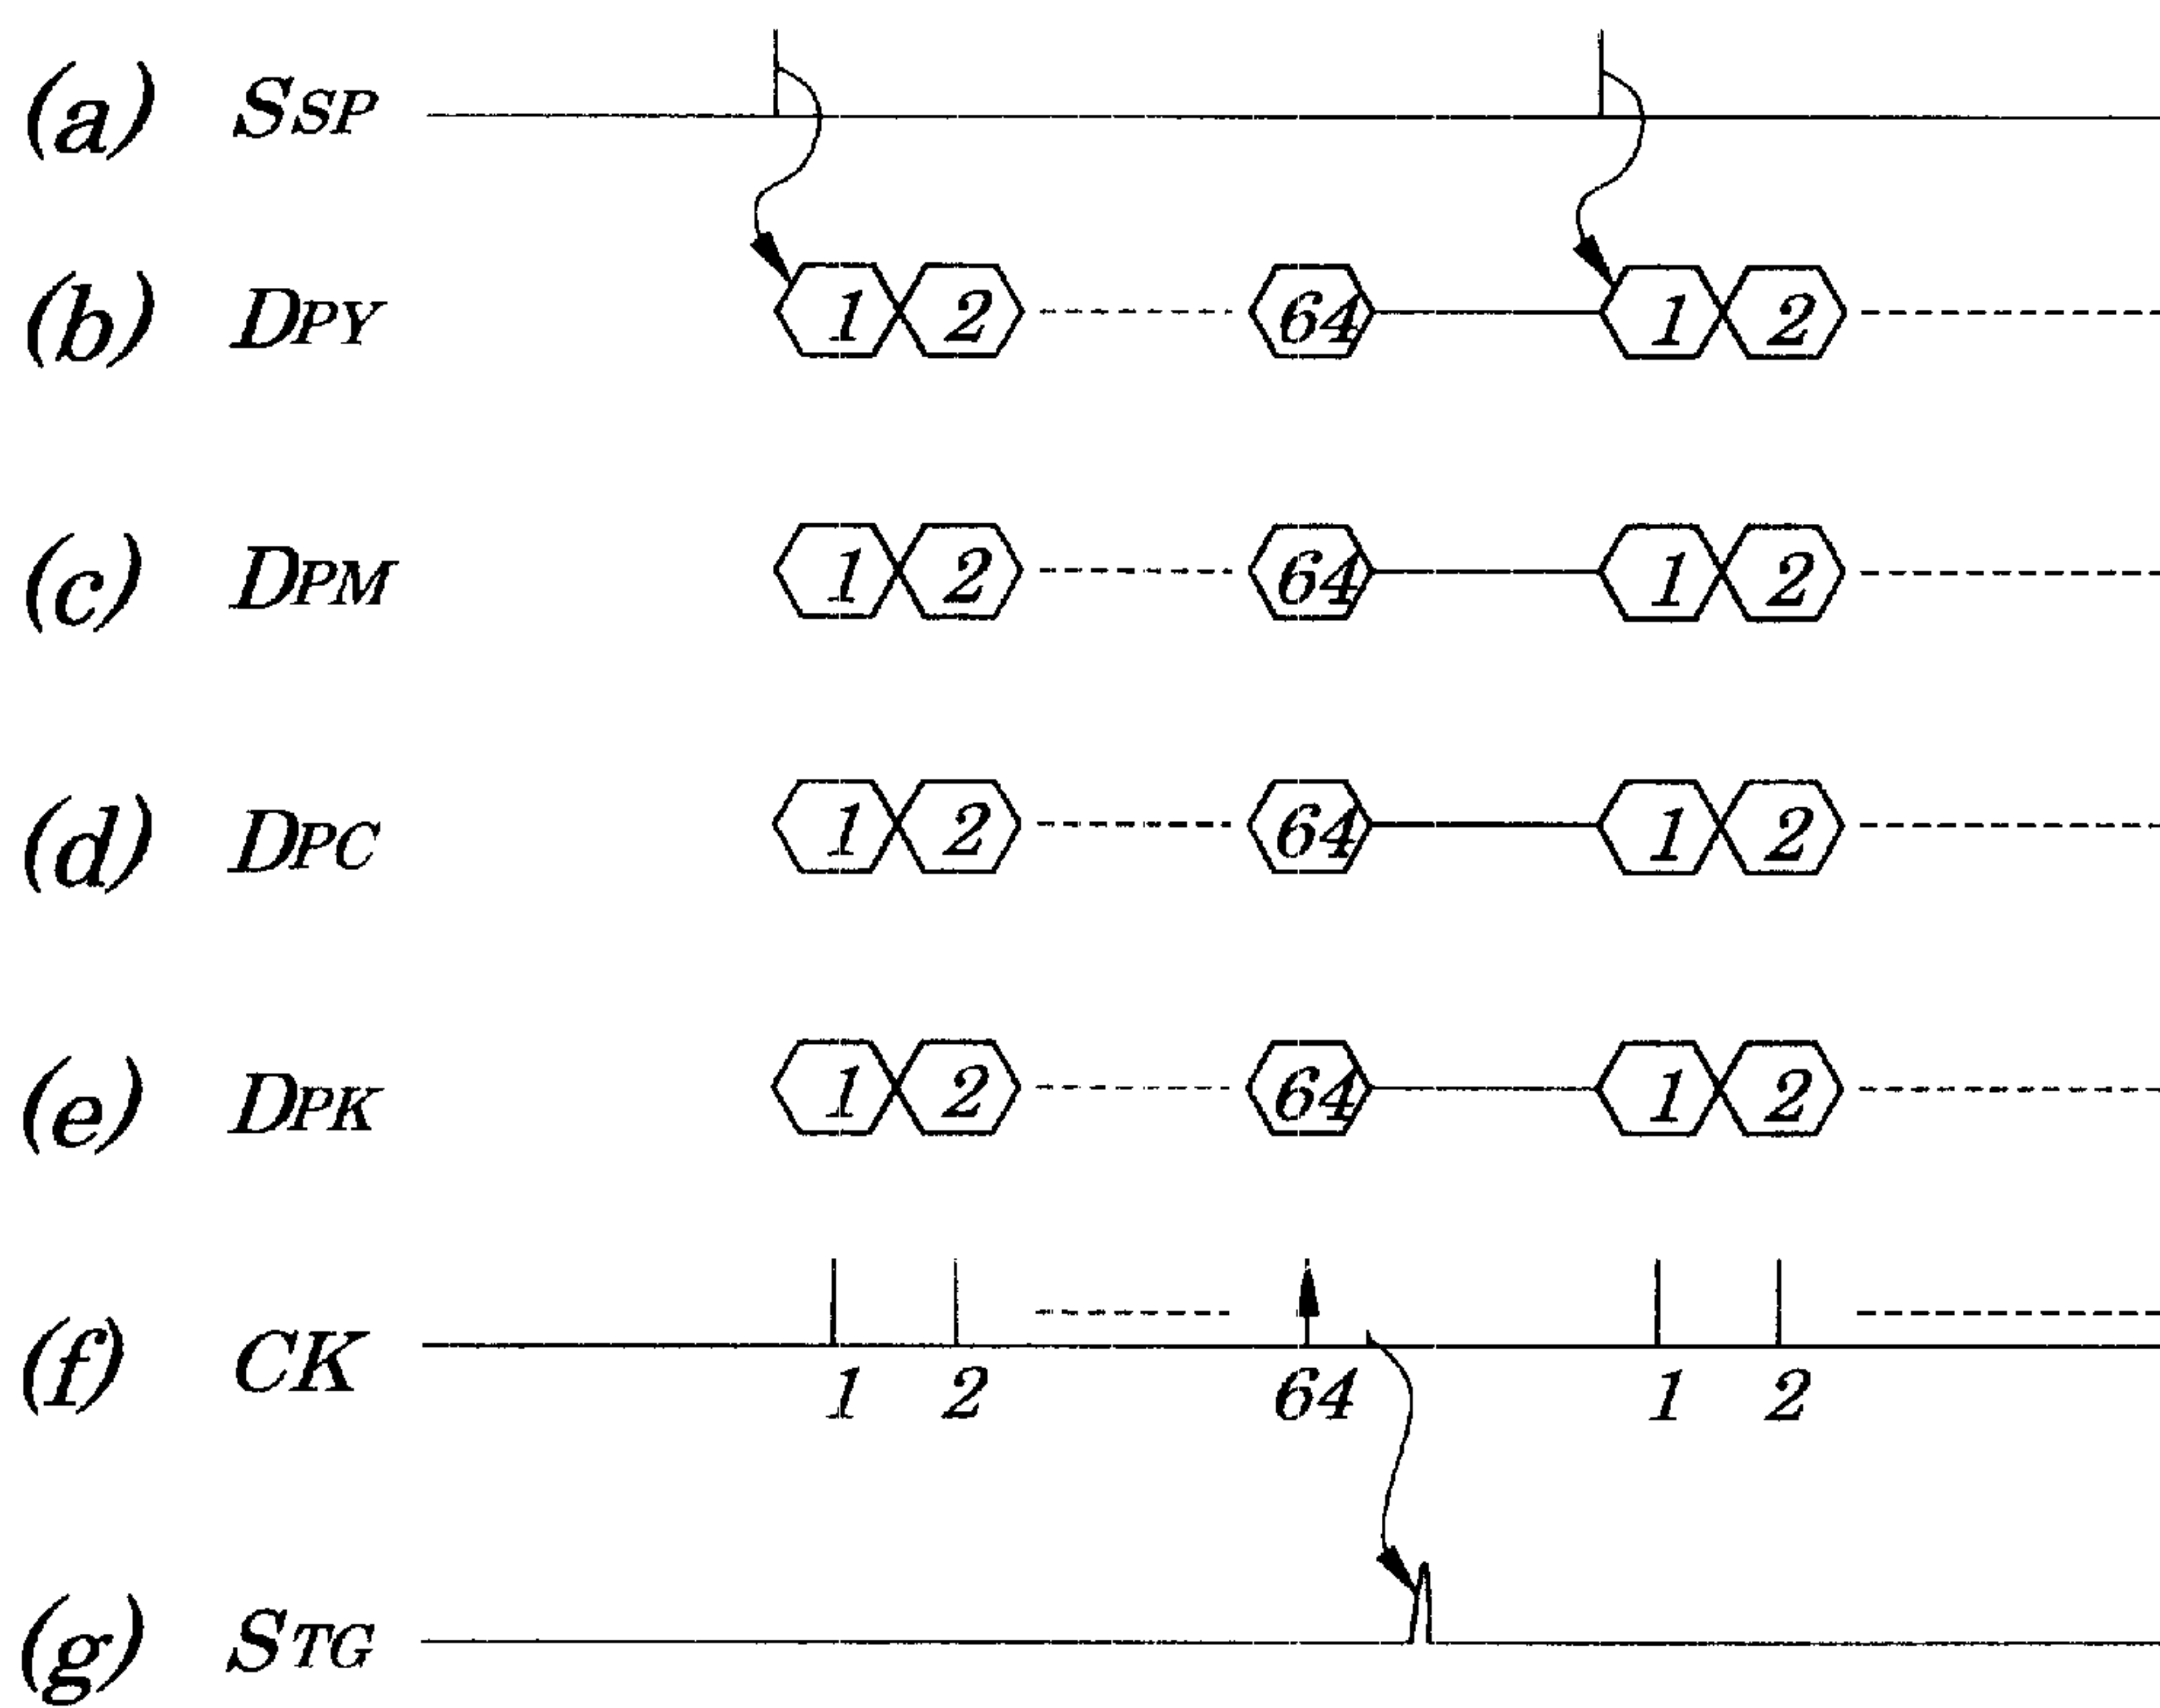 (a) SSP
(b) DPY 1 2 64 1 2
(c) DPM 1 2 64 1 2
(d) DPC 1 2 64 1 2
(e) DPK 1 2 64 1 2
(f) CK
1 2 64 1 2
(g) STG